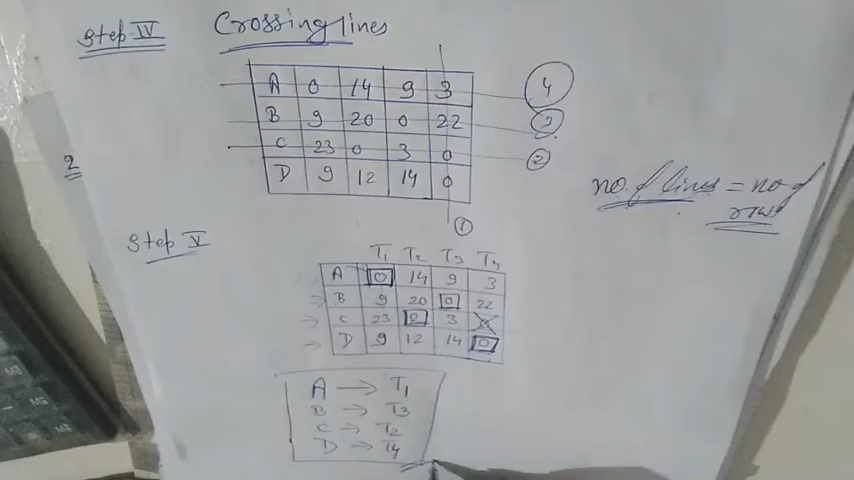 Step IV Crossing lines
A 0 14 9 3 4
B 9 20 0 22 3
C 23 0 3 0 2
D 9 12 14 0
1
2
no. of lines = no of
rows
Step V
T1 T2 T3 T4
A 0 14 9 3
B 9 20 0 22
C 23 0 3 0
D 9 12 14 0
A → T1
B → T3
C → T2
D → T4